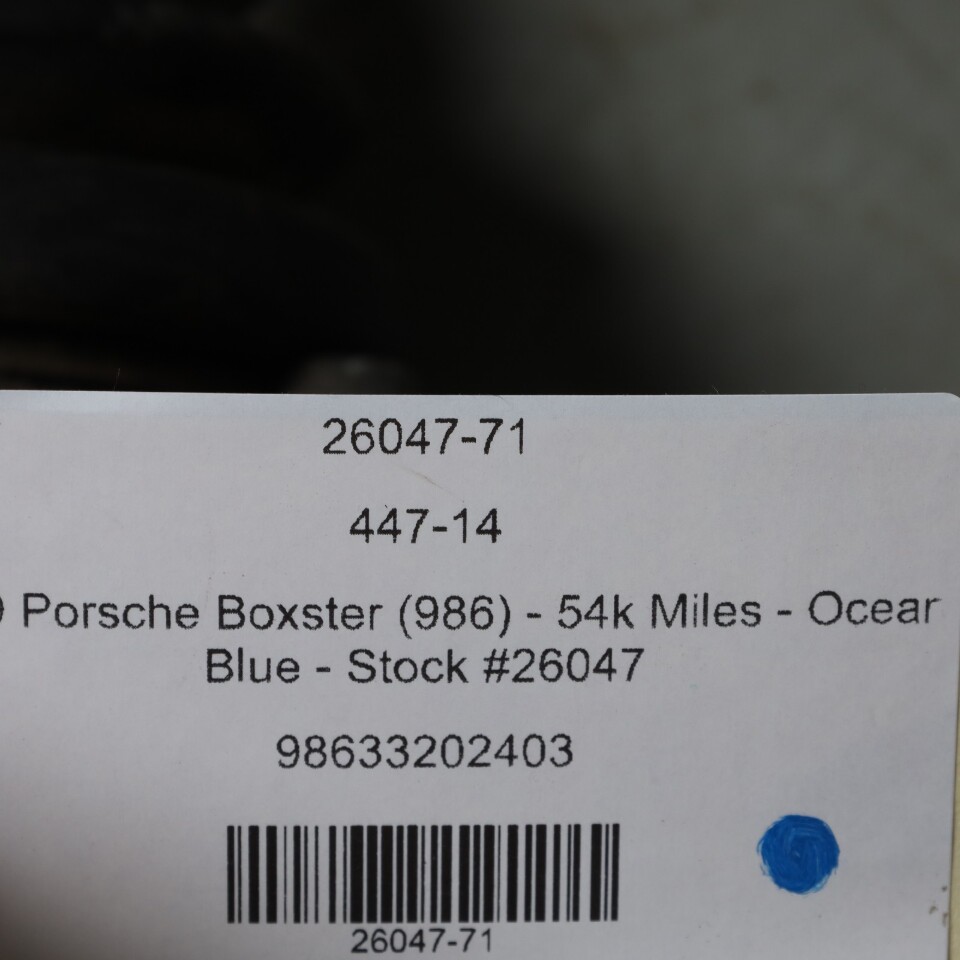 26047-71
447-14
Porsche Boxster (986) - 54k Miles - Ocear
Blue - Stock #26047
98633202403
26047-71